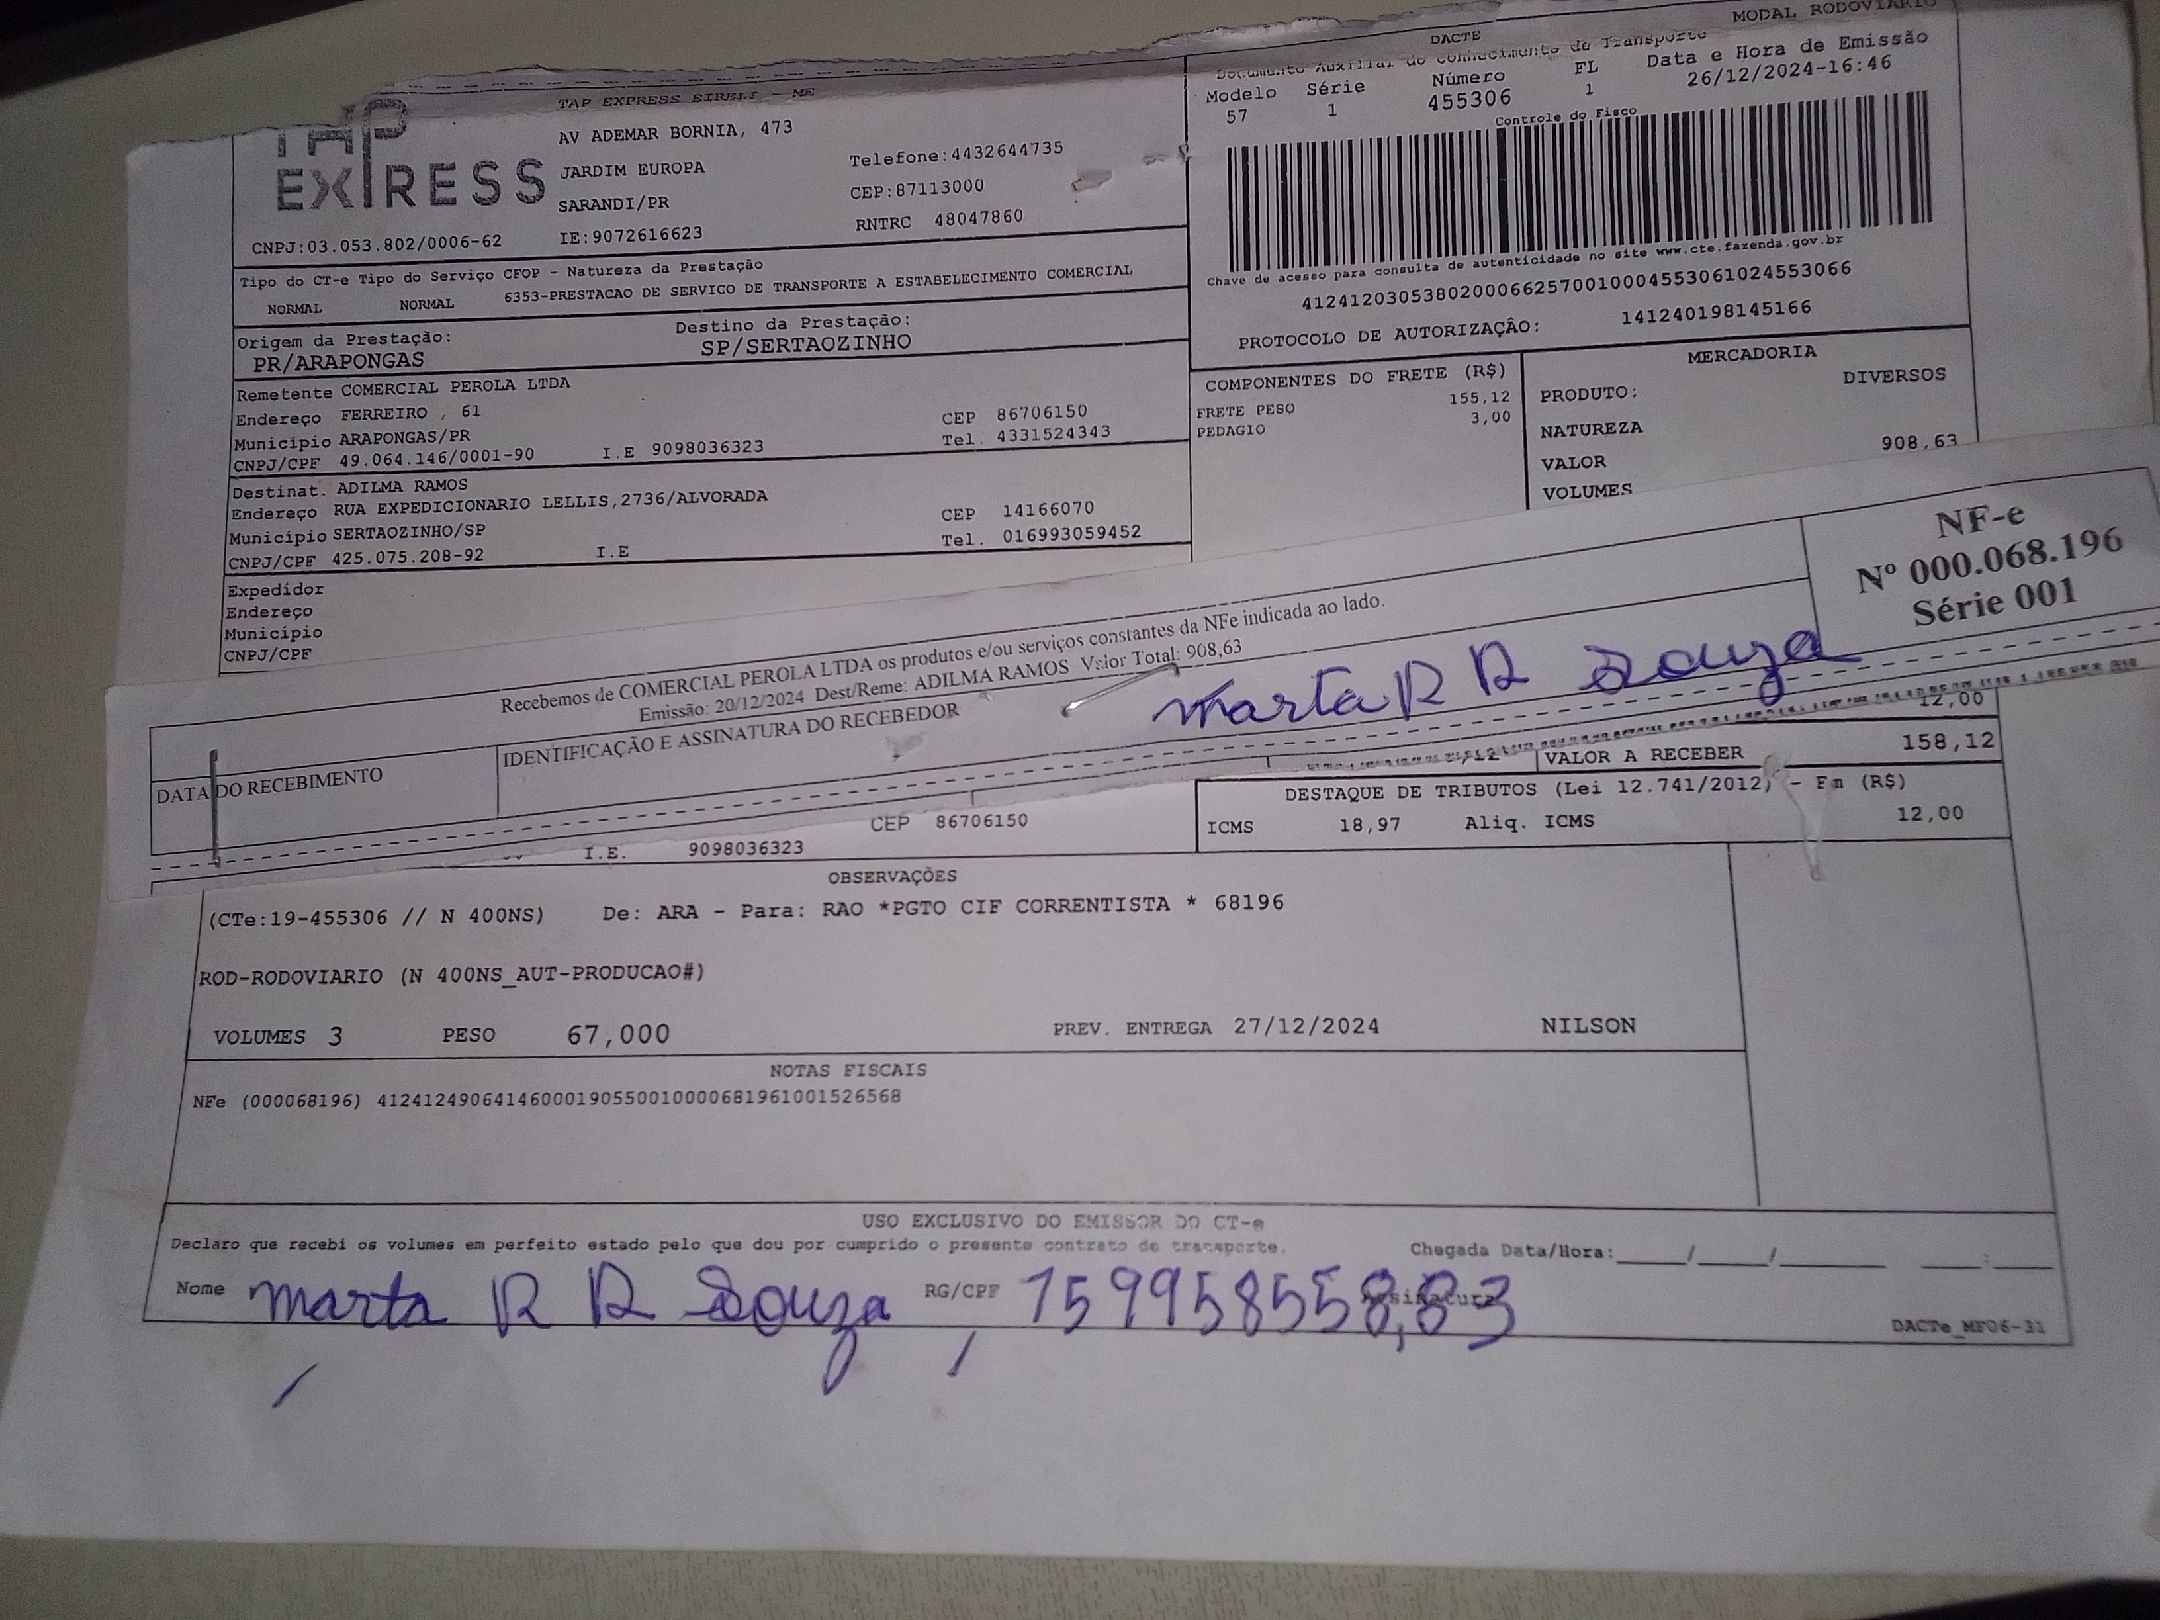 MODAL RODOVIÁRIO
DACTE
Documento Auxiliar do Conhecimento de Transporte
Modelo Série Número FL Data e Hora de Emissão
57 1 455306 1 26/12/2024-16:46
Controle do Fisco
TAP EXPRESS
TAP EXPRESS EIRELI - ME
AV ADEMAR BORNIA, 473
JARDIM EUROPA Telefone:4432644735
SARANDI/PR CEP:87113000
CNPJ:03.053.802/0006-62 IE:9072616623 RNTRC 48047860
Chave de acesso para consulta de autenticidade no site www.cte.fazenda.gov.br
41241203053802000662570010004553061024553066
PROTOCOLO DE AUTORIZAÇÃO: 141240198145166
Tipo do CT-e Tipo do Serviço CFOP - Natureza da Prestação
NORMAL NORMAL 6353-PRESTACAO DE SERVICO DE TRANSPORTE A ESTABELECIMENTO COMERCIAL
Origem da Prestação: Destino da Prestação:
PR/ARAPONGAS SP/SERTAOZINHO
Remetente COMERCIAL PEROLA LTDA
Endereço FERREIRO , 61 CEP 86706150
Município ARAPONGAS/PR Tel. 4331524343
CNPJ/CPF 49.064.146/0001-90 I.E 9098036323
COMPONENTES DO FRETE (R$)
FRETE PESO 155,12
PEDAGIO 3,00
MERCADORIA
PRODUTO: DIVERSOS
NATUREZA
VALOR 908,63
VOLUMES
Destinat. ADILMA RAMOS
Endereço RUA EXPEDICIONARIO LELLIS,2736/ALVORADA CEP 14166070
Município SERTAOZINHO/SP Tel. 016993059452
CNPJ/CPF 425.075.208-92 I.E
Expedidor
Endereço
Município
CNPJ/CPF
NF-e
Nº 000.068.196
Série 001
Recebemos de COMERCIAL PEROLA LTDA os produtos e/ou serviços constantes da NFe indicada ao lado.
Emissão: 20/12/2024 Dest/Reme: ADILMA RAMOS Valor Total: 908,63
DATA DO RECEBIMENTO
IDENTIFICAÇÃO E ASSINATURA DO RECEBEDOR
Marta R R Souza
12,00
VALOR A RECEBER 158,12
DESTAQUE DE TRIBUTOS (Lei 12.741/2012) - Em (R$)
ICMS 18,97 Aliq. ICMS 12,00
CEP 86706150
I.E. 9098036323
OBSERVAÇÕES
(CTe:19-455306 // N 400NS) De: ARA - Para: RAO *PGTO CIF CORRENTISTA * 68196
ROD-RODOVIARIO (N 400NS_AUT-PRODUCAO#)
VOLUMES 3 PESO 67,000 PREV. ENTREGA 27/12/2024 NILSON
NOTAS FISCAIS
NFe (000068196) 41241249064146000190550010000681961001526568
USO EXCLUSIVO DO EMISSOR DO CT-e
Declaro que recebi os volumes em perfeito estado pelo que dou por cumprido o presente contrato de transporte. Chegada Data/Hora:____/____/______ ___:___
Nome Marta R R Souza RG/CPF 159958558,83 Assinatura
DACTe_MF06-31